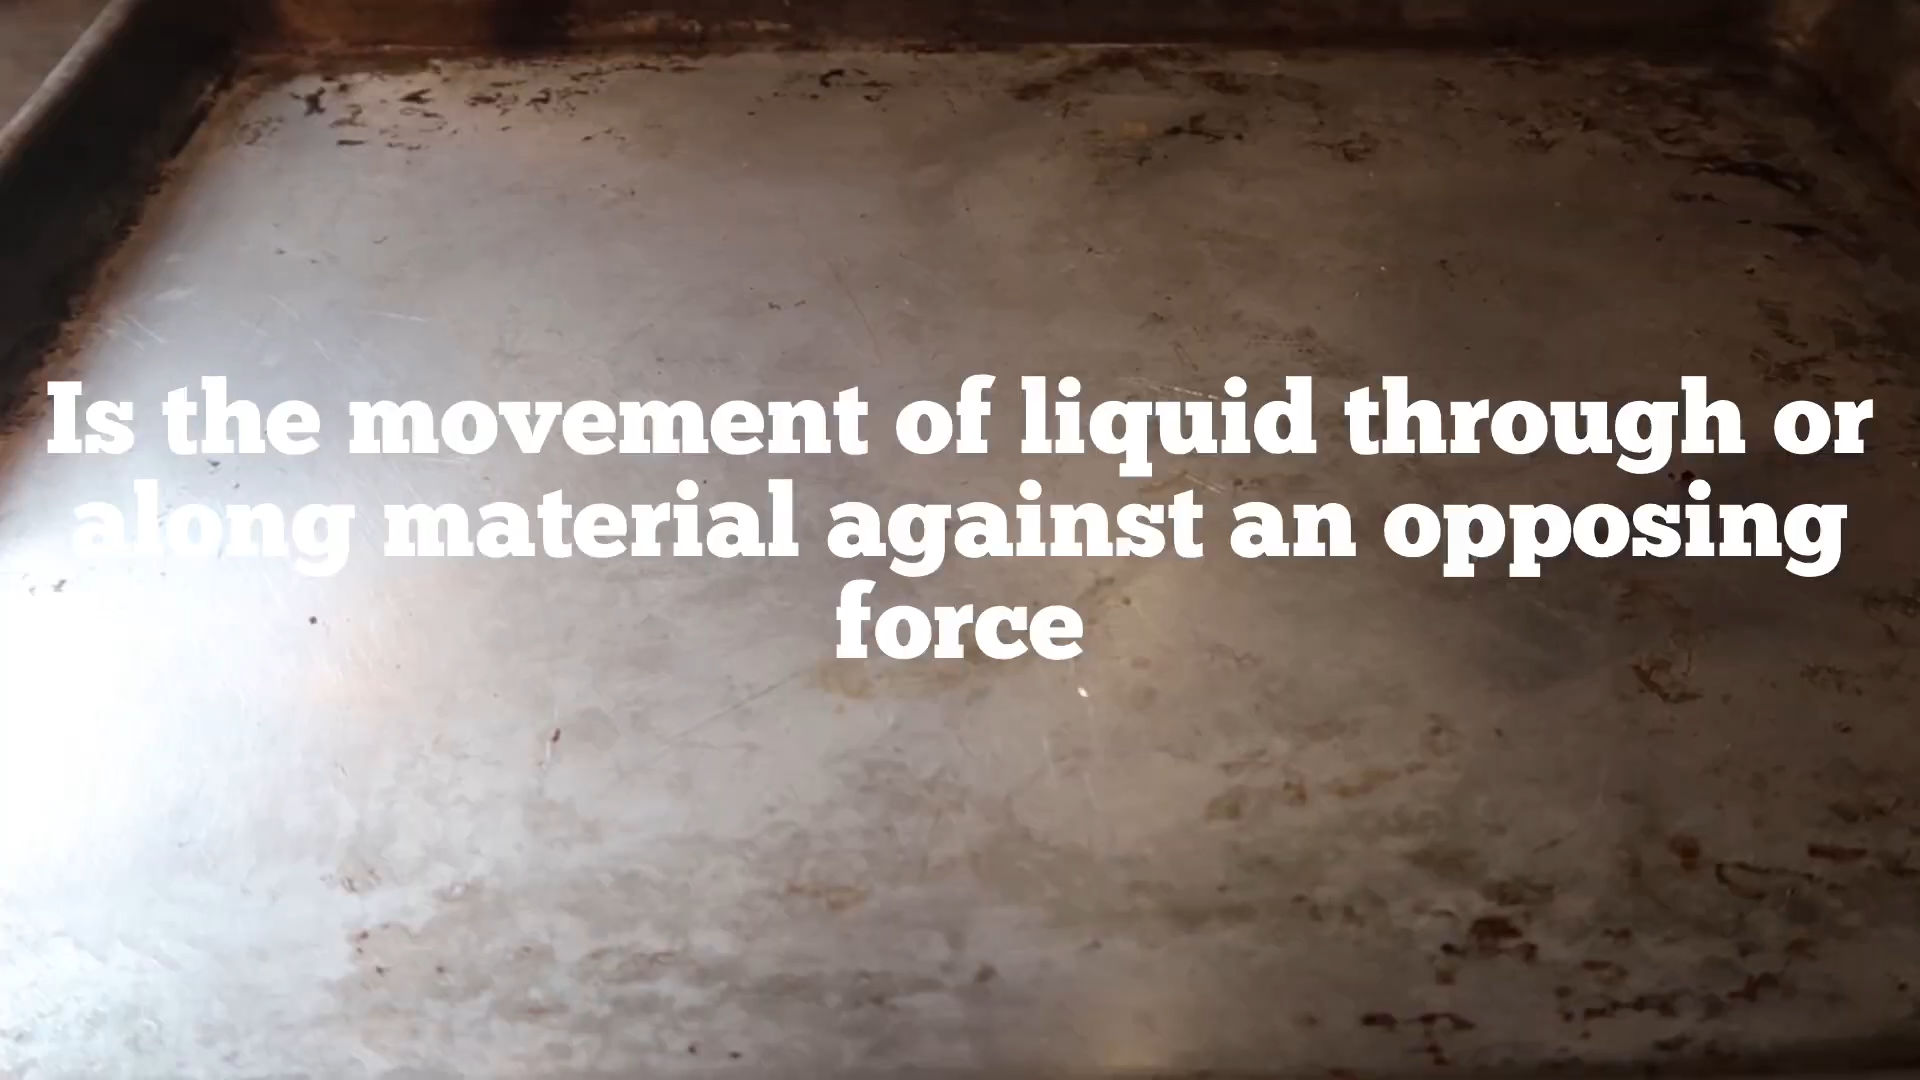 Is the movement of liquid through or
along material against an opposing
force